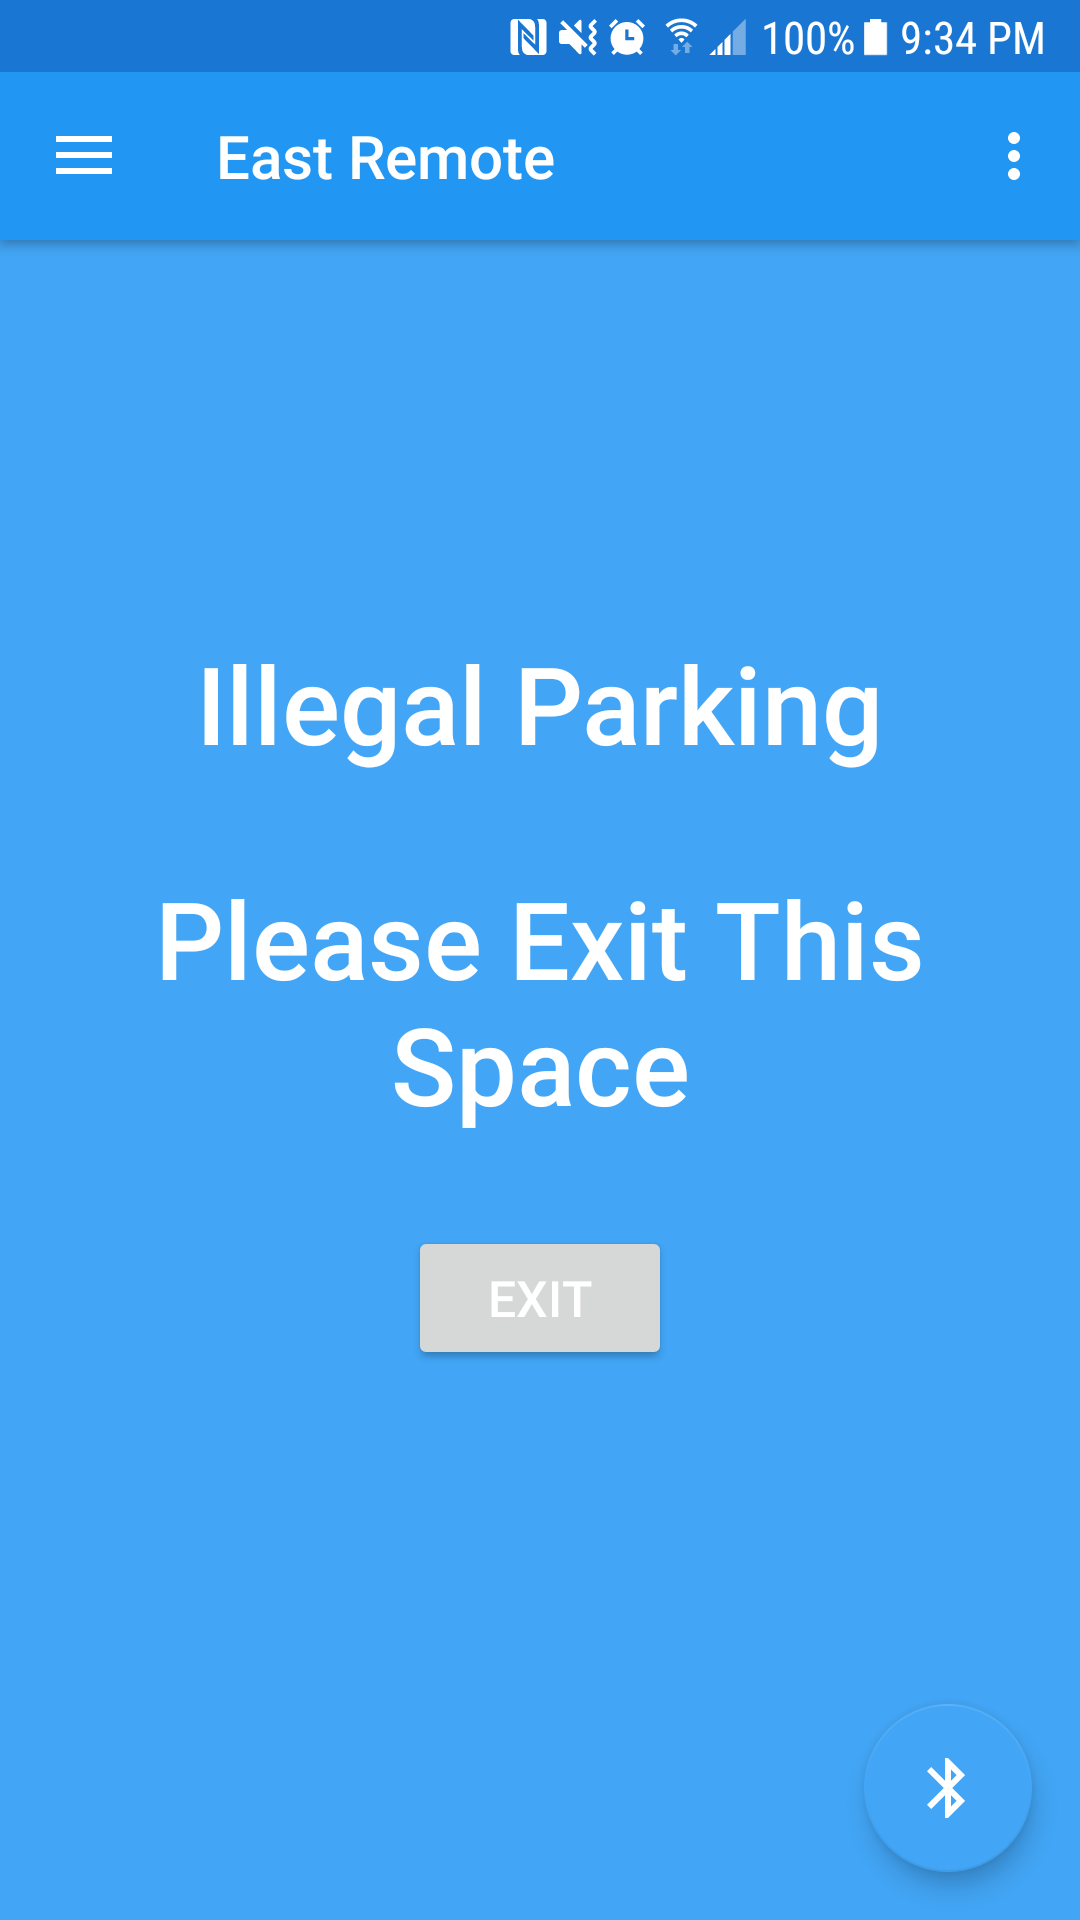 100% 9:34 PM
East Remote
Illegal Parking
Please Exit This
Space
EXIT